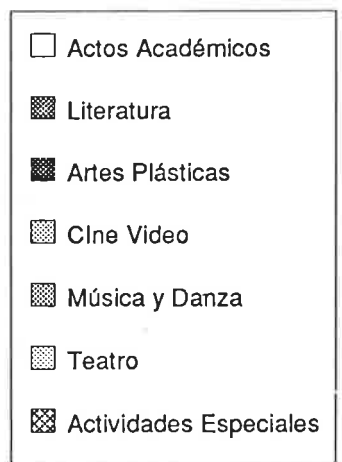 Actos Académicos
Literatura
Artes Plásticas
CIne Video
Música y Danza
Teatro
Actividades Especiales